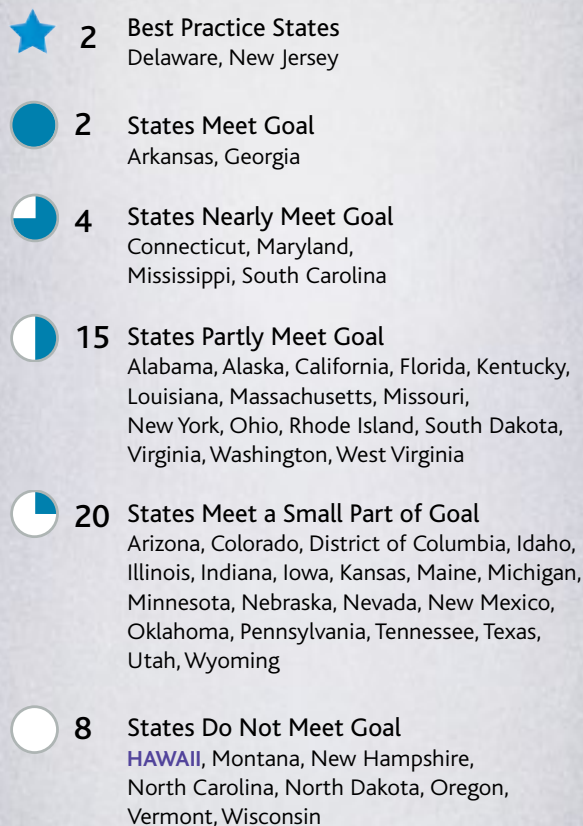 2 Best Practice States
Delaware, New Jersey
2 States Meet Goal
Arkansas, Georgia
4 States Nearly Meet Goal
Connecticut, Maryland,
Mississippi, South Carolina
15 States Partly Meet Goal
Alabama, Alaska, California, Florida, Kentucky,
Louisiana, Massachusetts, Missouri,
New York, Ohio, Rhode Island, South Dakota,
Virginia, Washington, West Virginia
20 States Meet a Small Part of Goal
Arizona, Colorado, District of Columbia, Idaho,
Illinois, Indiana, Iowa, Kansas, Maine, Michigan,
Minnesota, Nebraska, Nevada, New Mexico,
Oklahoma, Pennsylvania, Tennessee, Texas,
Utah, Wyoming
8 States Do Not Meet Goal
HAWAII, Montana, New Hampshire,
North Carolina, North Dakota, Oregon,
Vermont, Wisconsin